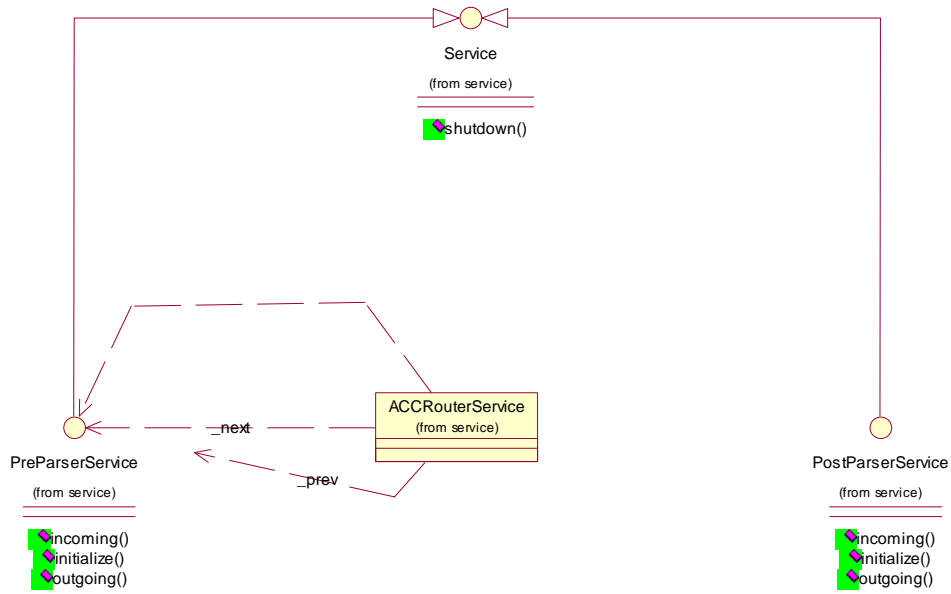 Service
(from service)
shutdown()
ACCRouterService
(from service)
_next
_prev
PreParserService
(from service)
incoming()
initialize()
outgoing()
PostParserService
(from service)
incoming()
initialize()
outgoing()